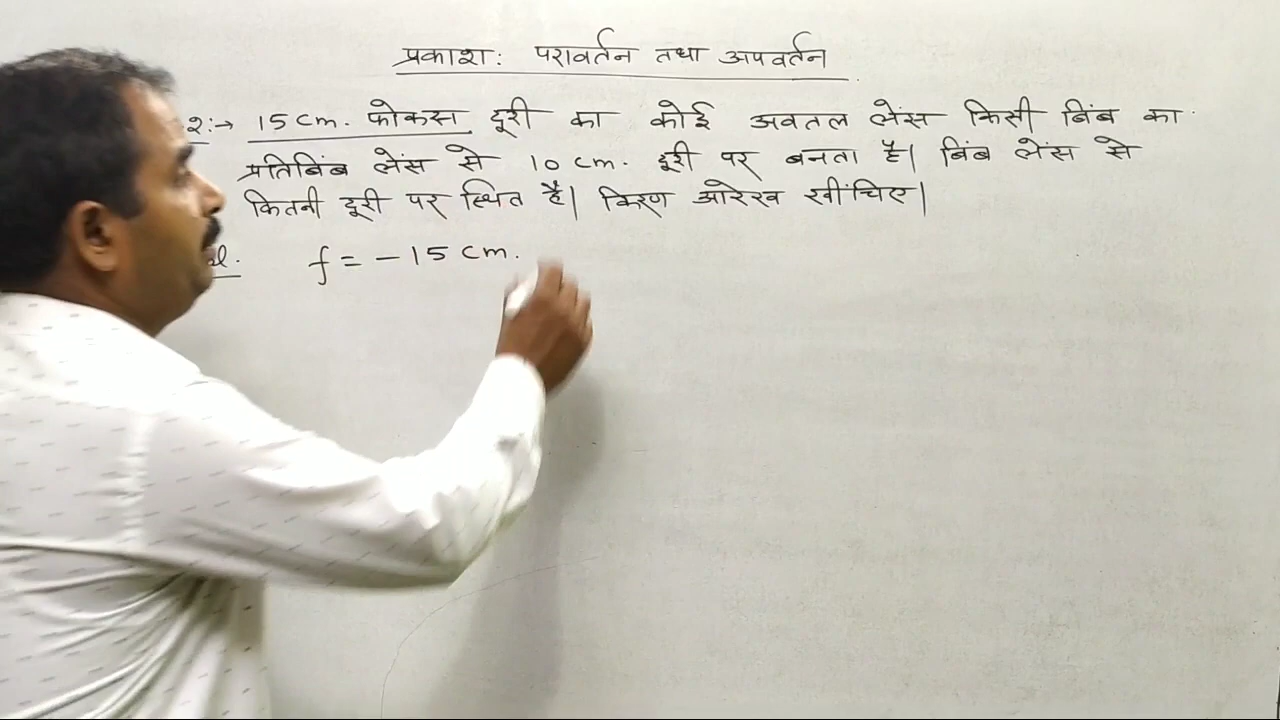 प्रकाश: परावर्तन तथा अपवर्तन
2:→ 15 cm. फोकस दूरी का कोई अवतल लेंस किसी बिंब का
प्रतिबिंब लेंस से 10 cm. दूरी पर बनता है। बिंब लेंस से
कितनी दूरी पर स्थित है। किरण आरेख खींचिए।
f = -15 cm.